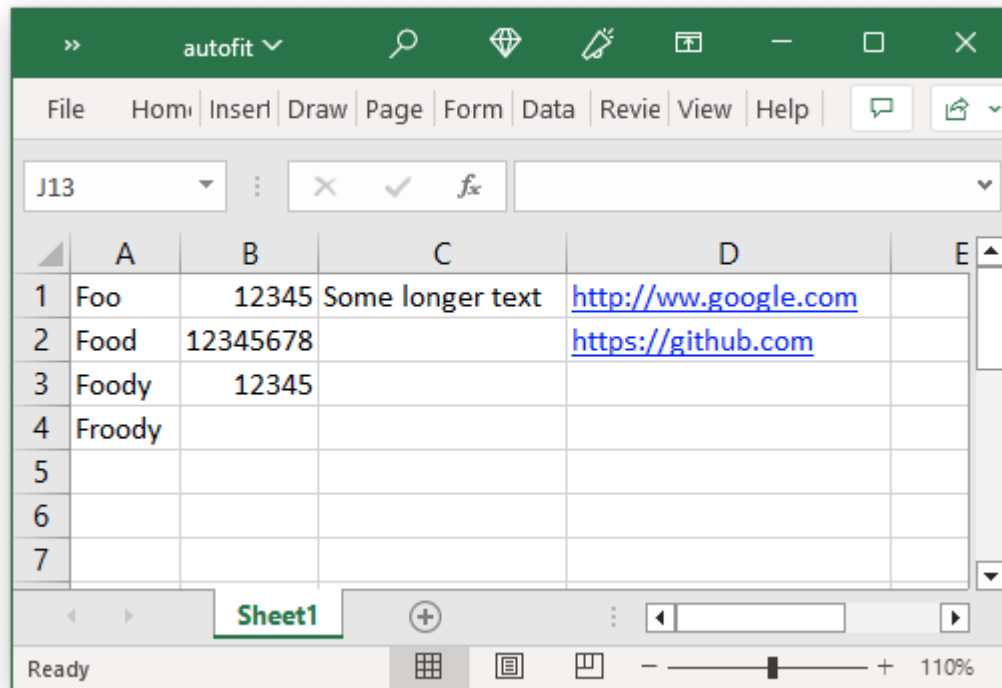 » autofit
File Hom Insert Draw Page Form Data Revie View Help
J13 fx
A B C D E
1 Foo 12345 Some longer text http://ww.google.com
2 Food 12345678 https://github.com
3 Foody 12345
4 Froody
5
6
7
Sheet1
Ready 110%